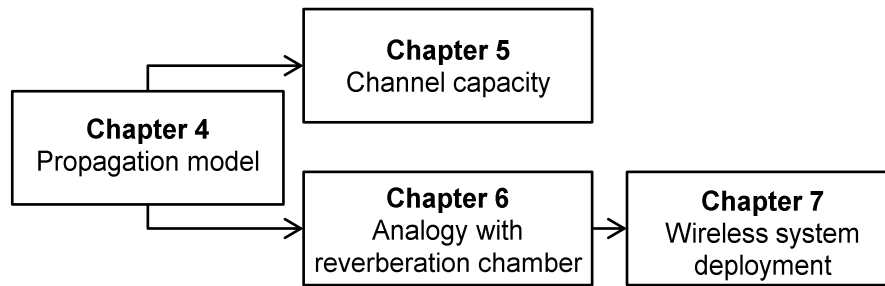 Chapter 5
Channel capacity
Chapter 4
Propagation model
Chapter 6
Analogy with
reverberation chamber
Chapter 7
Wireless system
deployment